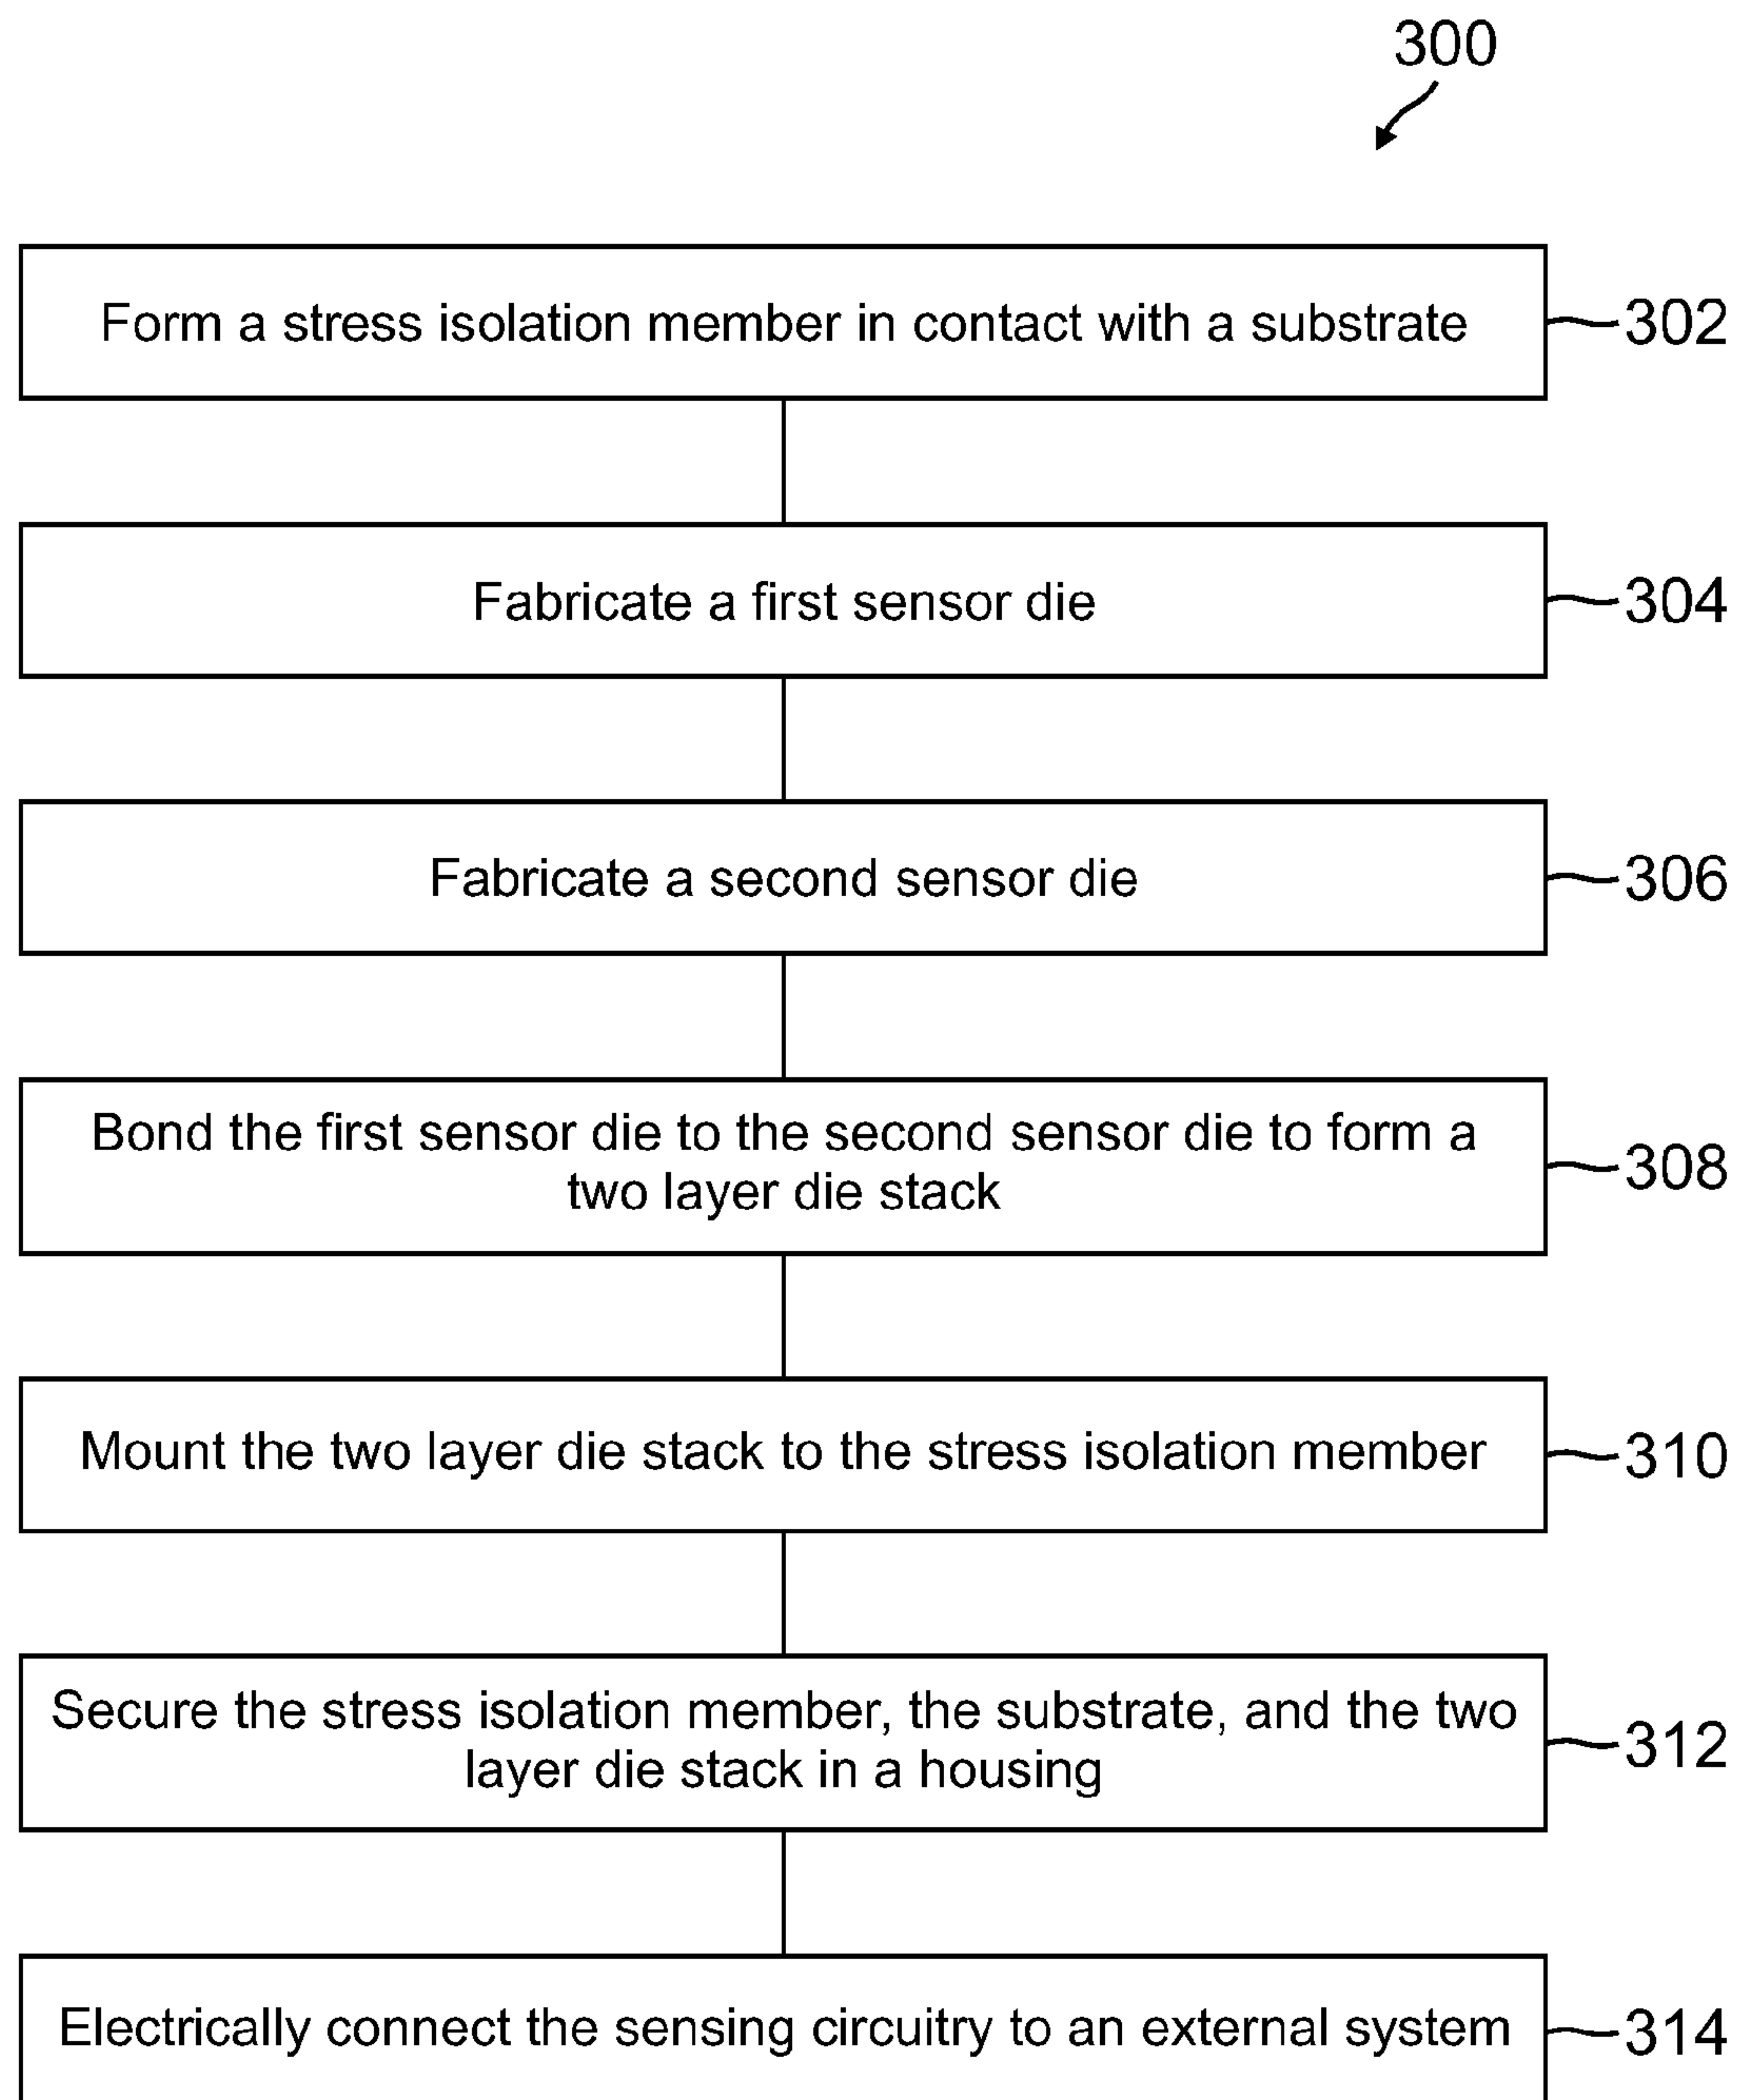 300
Form a stress isolation member in contact with a substrate
302
Fabricate a first sensor die
304
Fabricate a second sensor die
306
Bond the first sensor die to the second sensor die to form a
two layer die stack
308
Mount the two layer die stack to the stress isolation member
310
Secure the stress isolation member, the substrate, and the two
layer die stack in a housing
312
Electrically connect the sensing circuitry to an external system
314